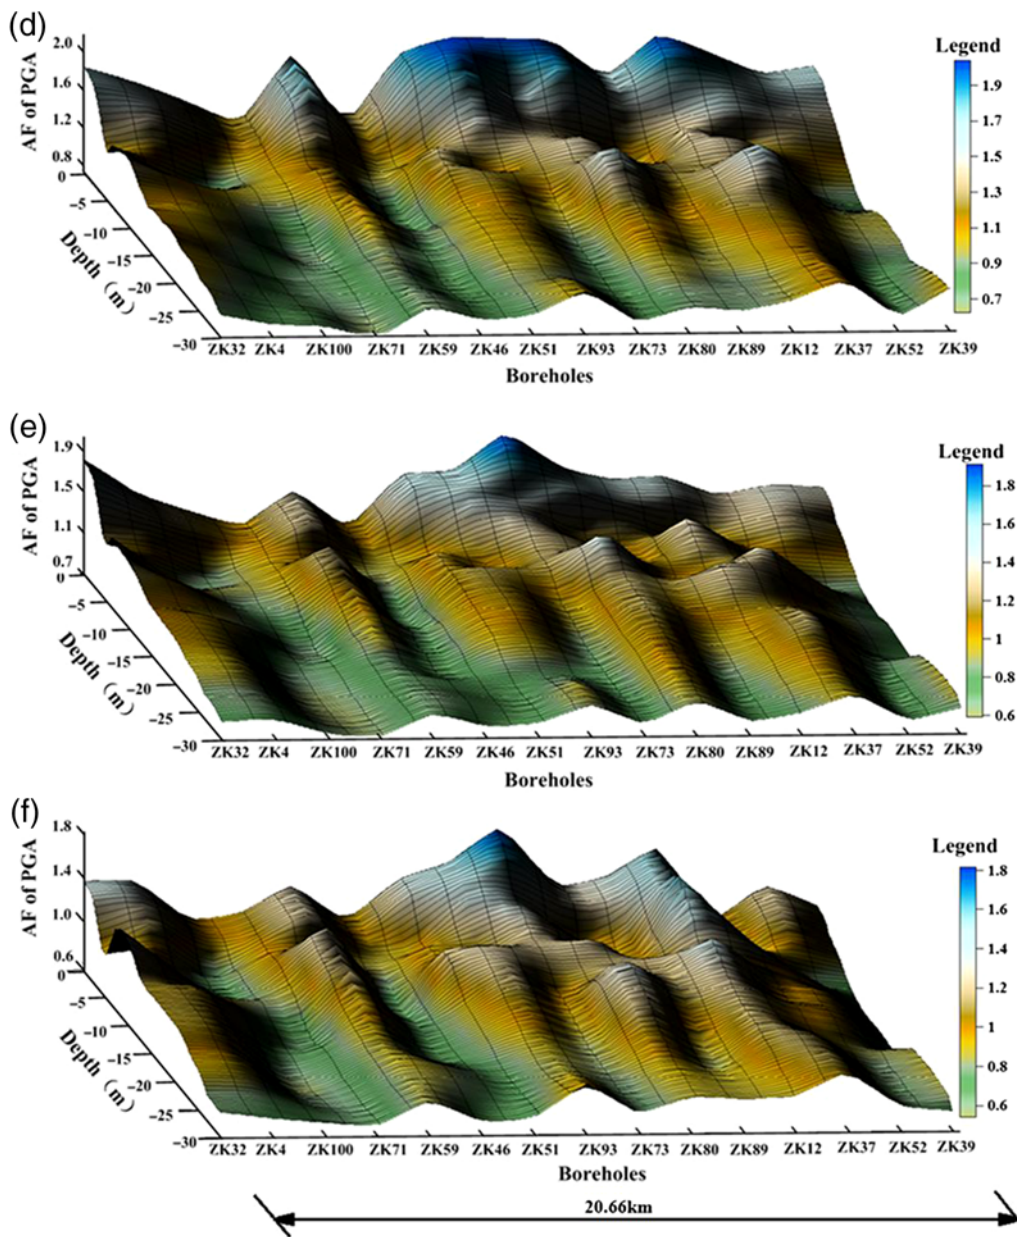 (d)
AF of PGA
2.0
1.6
1.2
0.8
0
−5
−10
−15
−20
−25
−30
Depth (m)
ZK32 ZK4 ZK100 ZK71 ZK59 ZK46 ZK51 ZK93 ZK73 ZK80 ZK89 ZK12 ZK37 ZK52 ZK39
Boreholes
Legend
1.9
1.7
1.5
1.3
1.1
0.9
0.7
(e)
AF of PGA
1.9
1.5
1.1
0.7
0
−5
−10
−15
−20
−25
−30
Depth (m)
ZK32 ZK4 ZK100 ZK71 ZK59 ZK46 ZK51 ZK93 ZK73 ZK80 ZK89 ZK12 ZK37 ZK52 ZK39
Boreholes
Legend
1.8
1.6
1.4
1.2
1
0.8
0.6
(f)
AF of PGA
1.8
1.4
1.0
0.6
0
−5
−10
−15
−20
−25
−30
Depth (m)
ZK32 ZK4 ZK100 ZK71 ZK59 ZK46 ZK51 ZK93 ZK73 ZK80 ZK89 ZK12 ZK37 ZK52 ZK39
Boreholes
Legend
1.8
1.6
1.4
1.2
1
0.8
0.6
20.66km